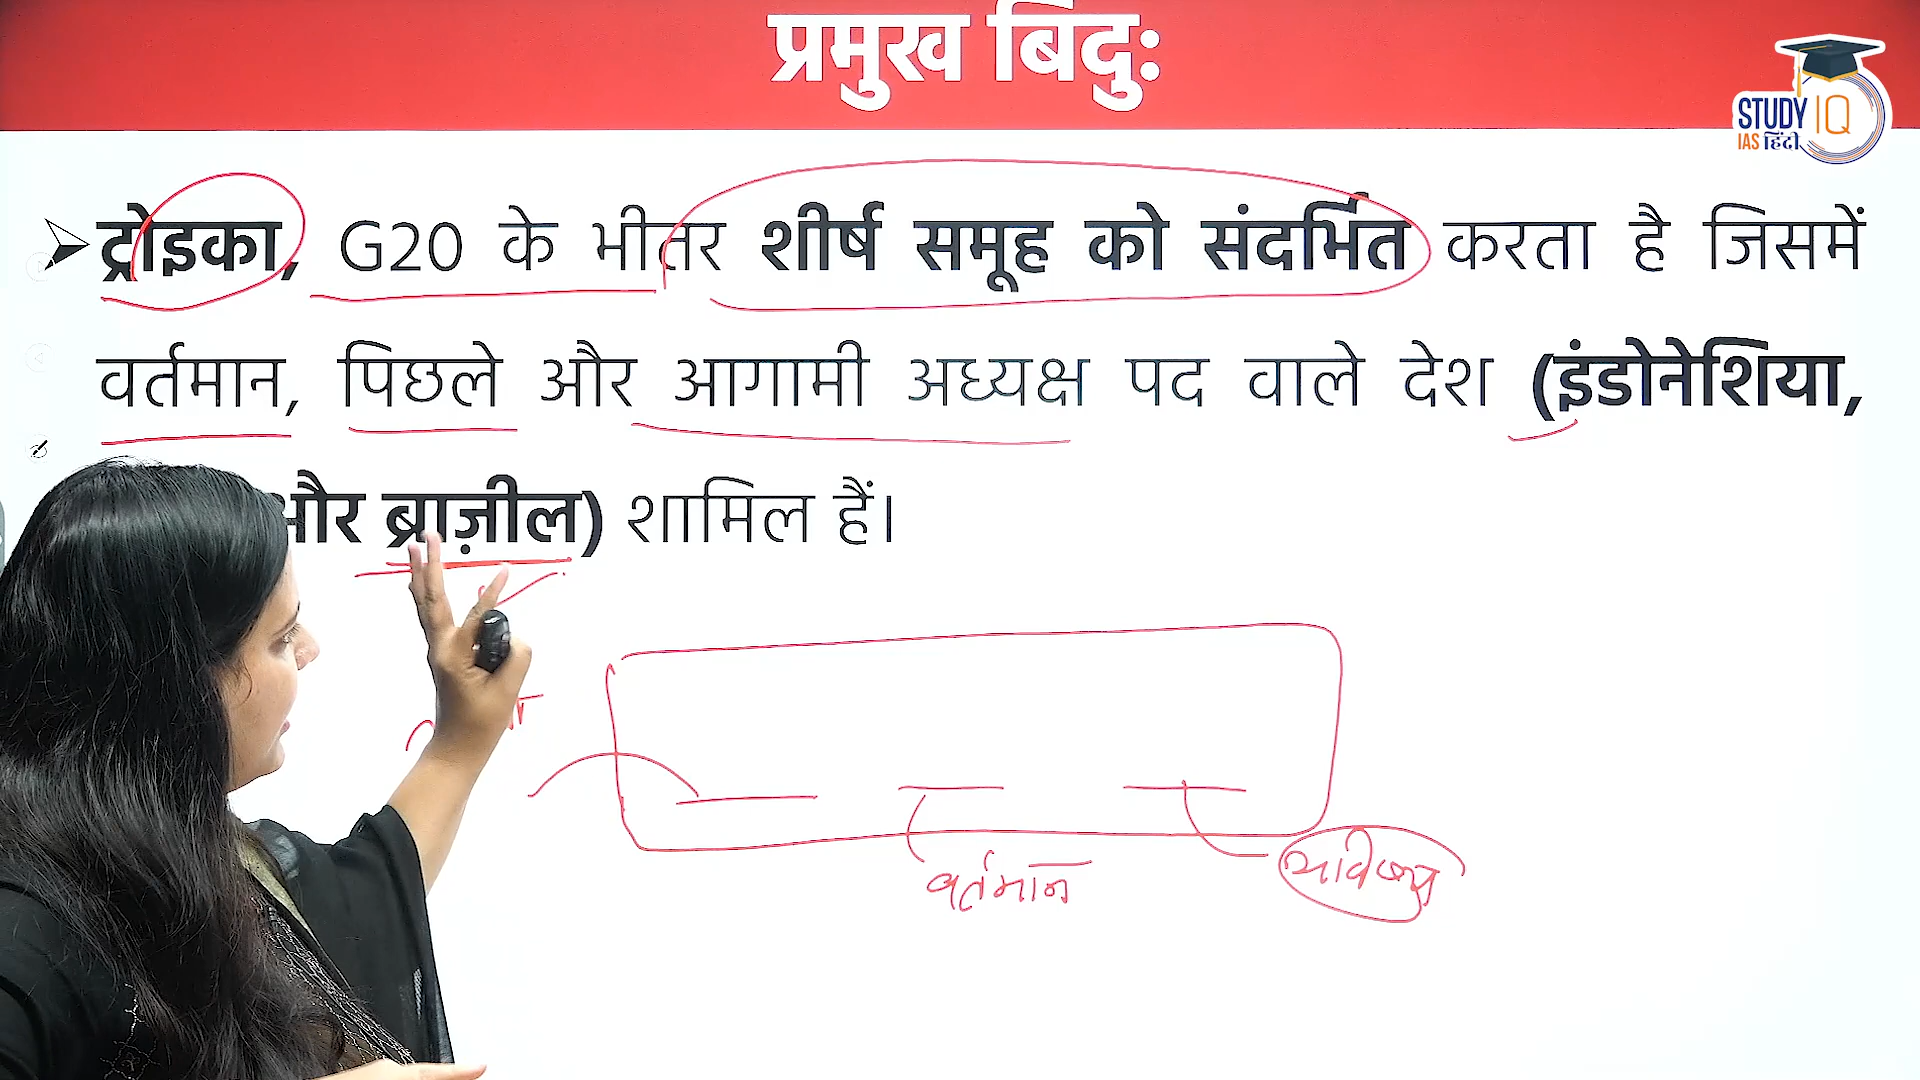 प्रमुख बिंदु:
STUDY IQ
IAS हिंदी
ट्रोइका, G20 के भीतर शीर्ष समूह को संदर्भित करता है जिसमें
वर्तमान, पिछले और आगामी अध्यक्ष पद वाले देश (इंडोनेशिया,
और ब्राज़ील) शामिल हैं।
वर्तमान
भविष्य